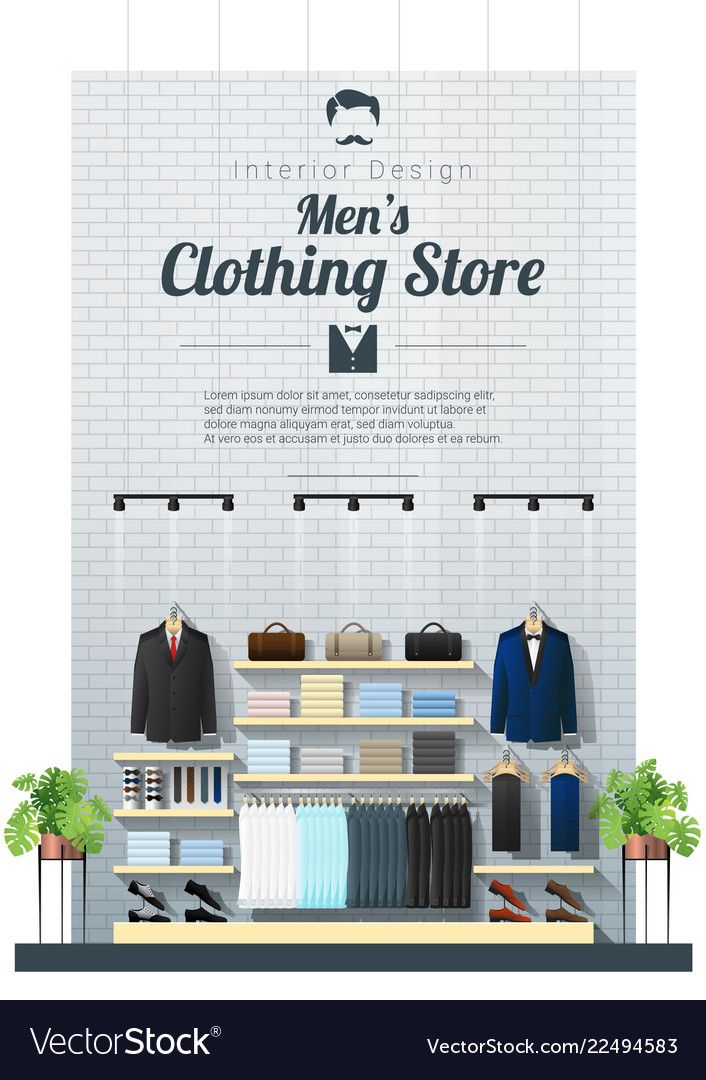 Interior Design
Men's
Clothing Store
Lorem ipsum dolor sit amet, consetetur sadipscing elitr,
sed diam nonumy eirmod tempor invidunt ut labore et
dolore magna aliquyam erat, sed diam voluptua.
At vero eos et accusam et justo duo dolores et ea rebum.
VectorStock®
VectorStock.com/22494583